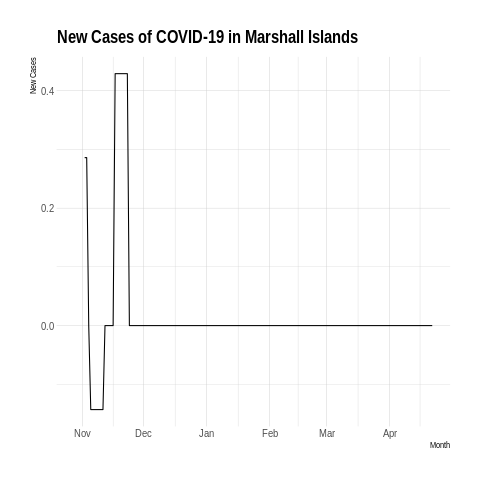 New Cases of COVID-19 in Marshall Islands
New Cases
0.4
0.2
0.0
Nov Dec Jan Feb Mar Apr
Month